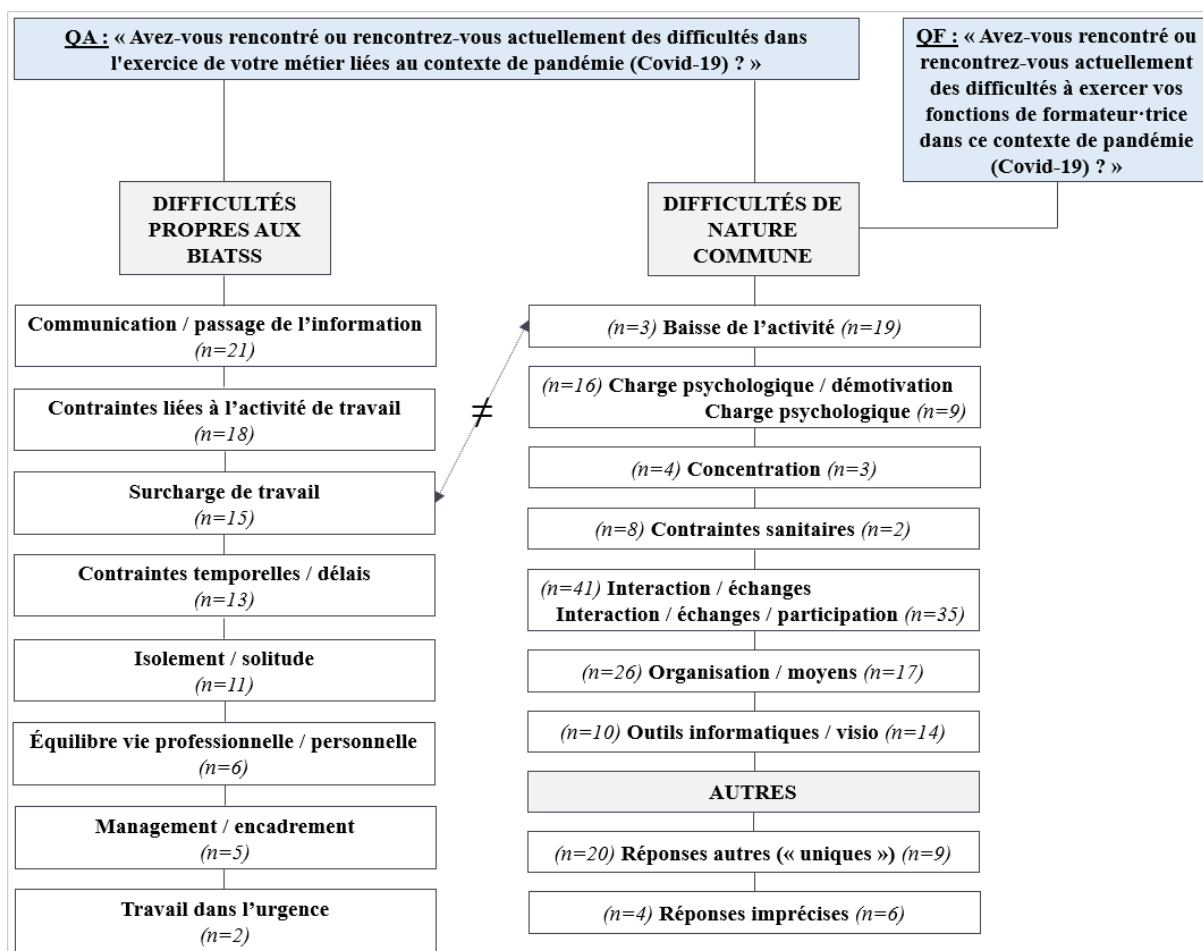 QA : « Avez-vous rencontré ou rencontrez-vous actuellement des difficultés dans
l'exercice de votre métier liées au contexte de pandémie (Covid-19) ? »
QF : « Avez-vous rencontré ou
rencontrez-vous actuellement
des difficultés à exercer vos
fonctions de formateur·trice
dans ce contexte de pandémie
(Covid-19) ? »
DIFFICULTÉS
PROPRES AUX
BIATSS
Communication / passage de l’information
(n=21)
Contraintes liées à l’activité de travail
(n=18)
Surcharge de travail
(n=15)
Contraintes temporelles / délais
(n=13)
Isolement / solitude
(n=11)
Équilibre vie professionnelle / personnelle
(n=6)
Management / encadrement
(n=5)
Travail dans l’urgence
(n=2)
≠
DIFFICULTÉS DE
NATURE
COMMUNE
(n=3) Baisse de l’activité (n=19)
(n=16) Charge psychologique / démotivation
Charge psychologique (n=9)
(n=4) Concentration (n=3)
(n=8) Contraintes sanitaires (n=2)
(n=41) Interaction / échanges
Interaction / échanges / participation (n=35)
(n=26) Organisation / moyens (n=17)
(n=10) Outils informatiques / visio (n=14)
AUTRES
(n=20) Réponses autres (« uniques ») (n=9)
(n=4) Réponses imprécises (n=6)